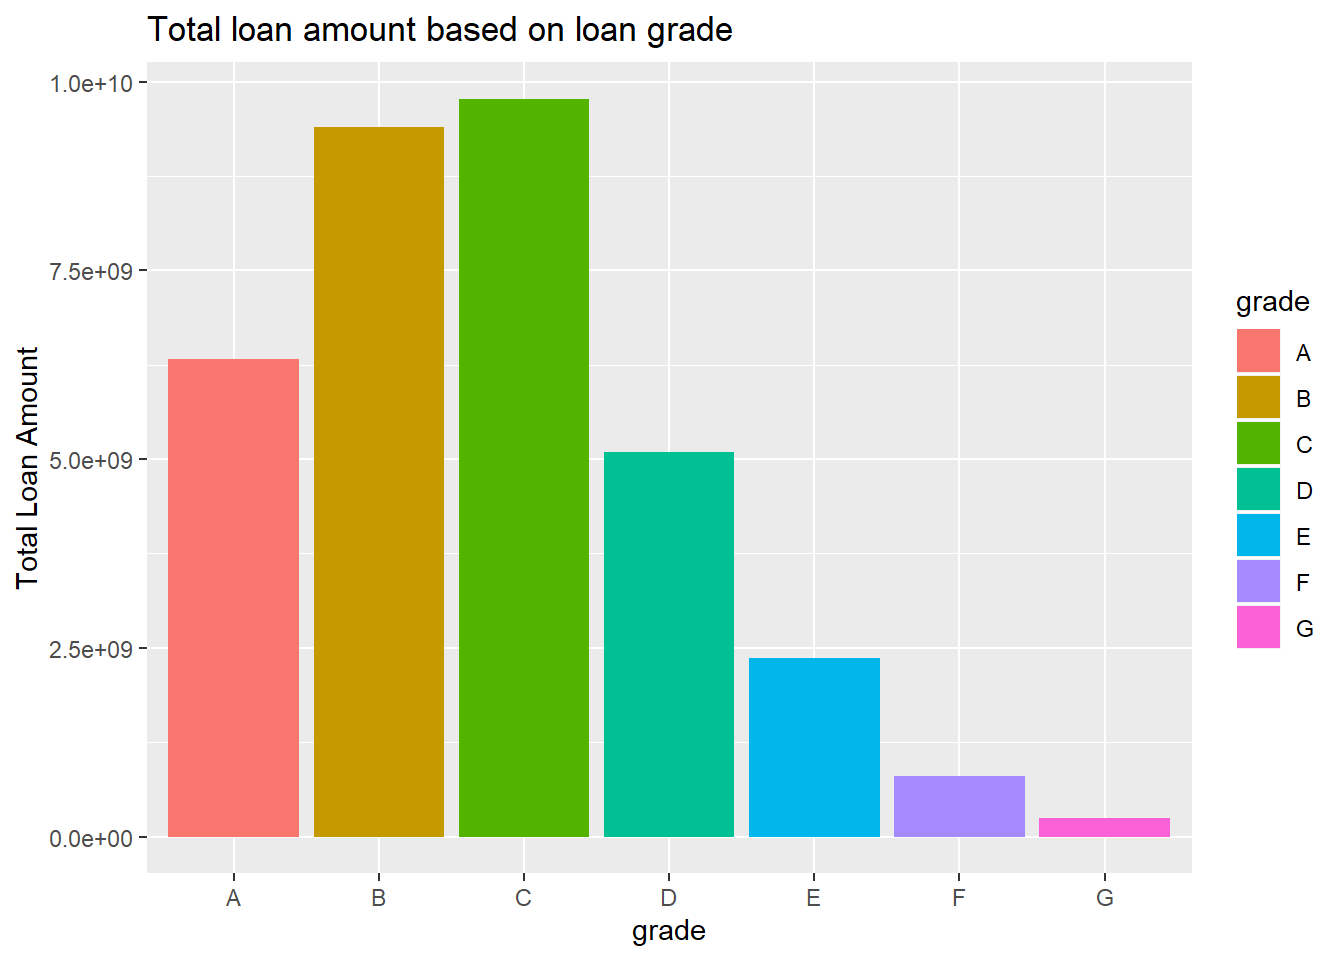 Total loan amount based on loan grade
Total Loan Amount
1.0e+10
7.5e+09
5.0e+09
2.5e+09
0.0e+00
A B C D E F G
grade
grade
A
B
C
D
E
F
G